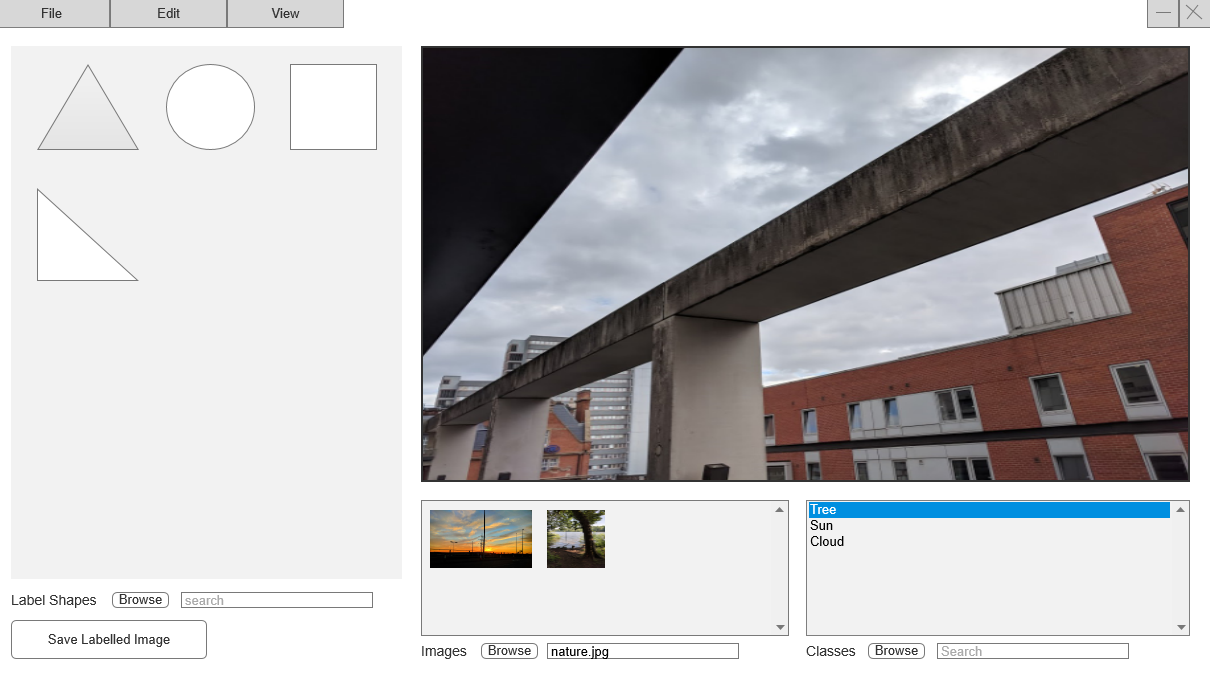 File Edit View
Tree
Sun
Cloud
Label Shapes Browse search
Save Labelled Image
Images Browse nature.jpg
Classes Browse Search